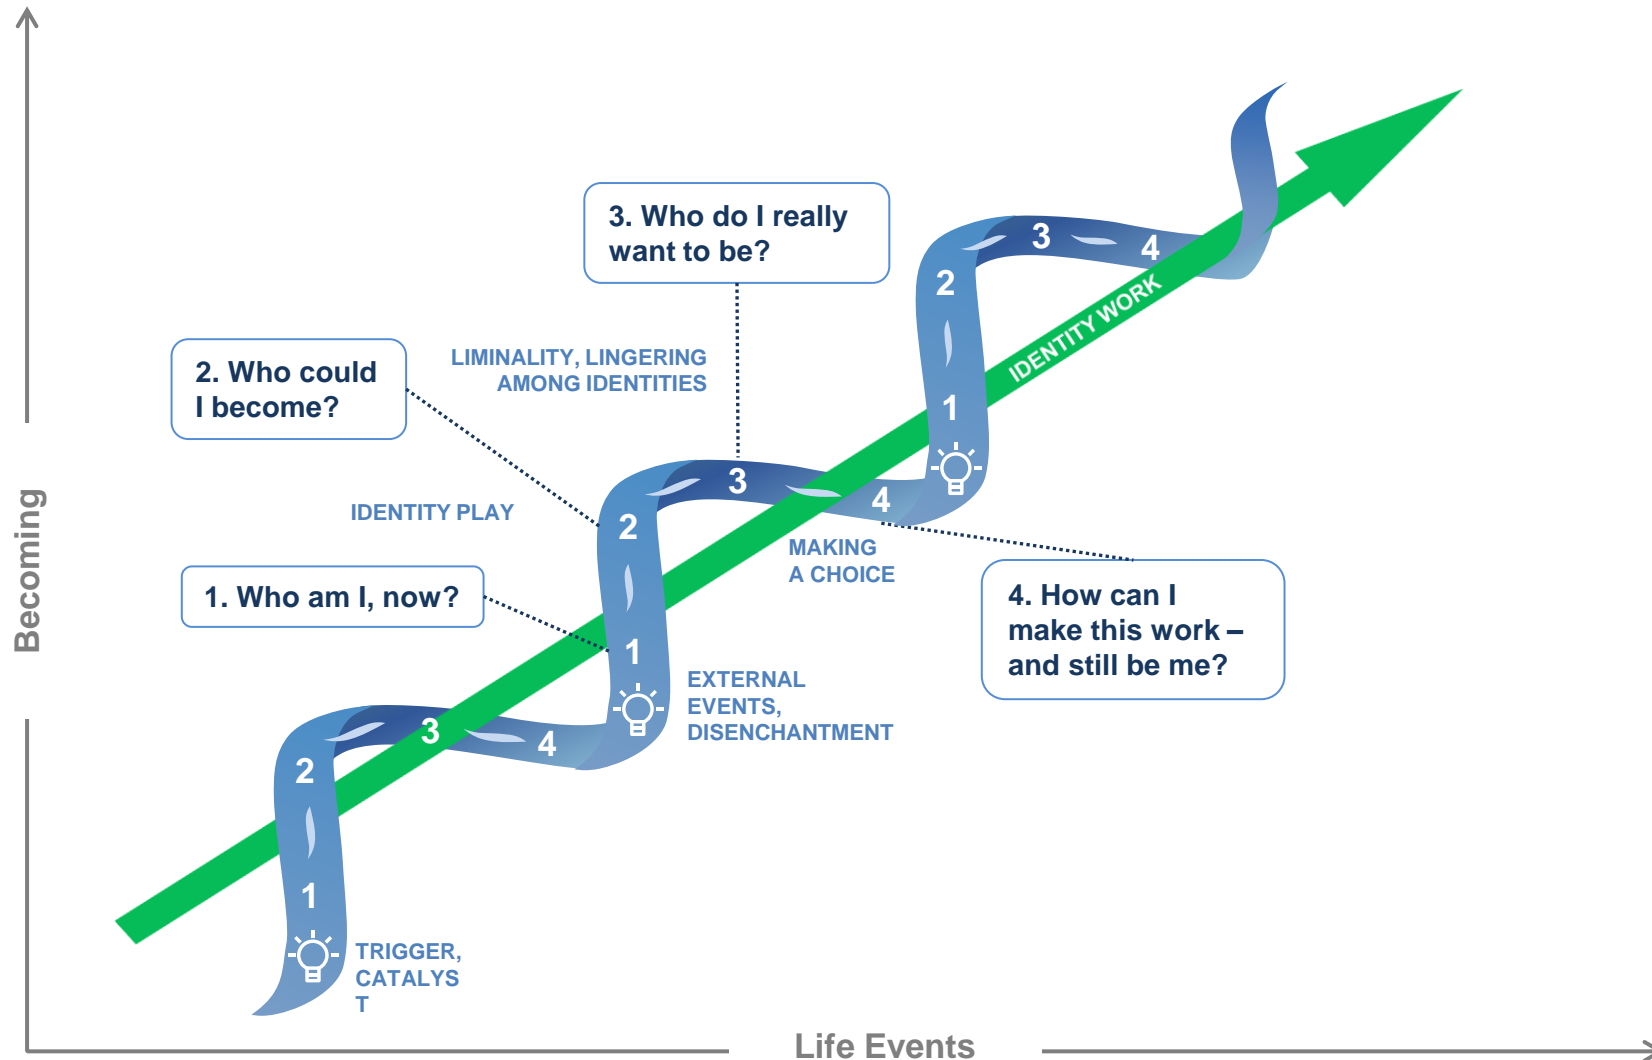 3. Who do I really
want to be?
3
4
2
IDENTITY WORK
2. Who could
I become?
LIMINALITY, LINGERING
AMONG IDENTITIES
1
3
4
IDENTITY PLAY
2
MAKING
A CHOICE
1. Who am I, now?
4. How can I
make this work –
and still be me?
1
EXTERNAL
EVENTS,
DISENCHANTMENT
3
4
2
1
TRIGGER,
CATALYS
T
Becoming
Life Events